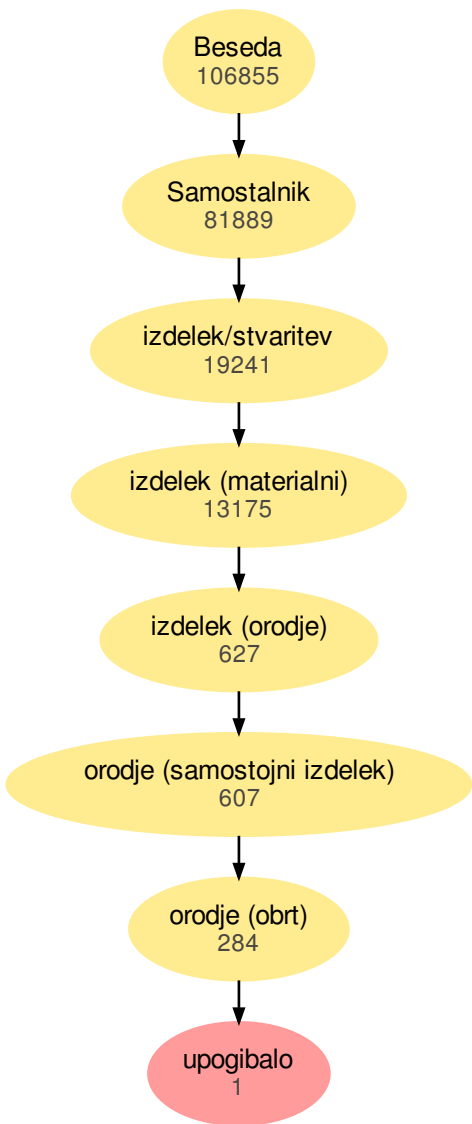 Beseda
106855
Samostalnik
81889
izdelek/stvaritev
19241
izdelek (materialni)
13175
izdelek (orodje)
627
orodje (samostojni izdelek)
607
orodje (obrt)
284
upogibalo
1